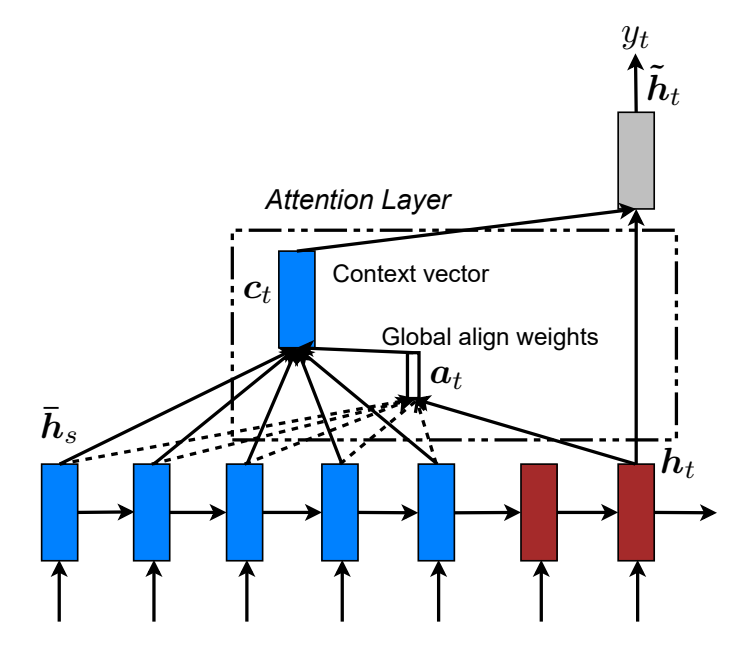 y_t
h̃_t
Attention Layer
c_t
Context vector
Global align weights
a_t
h̄_s
h_t